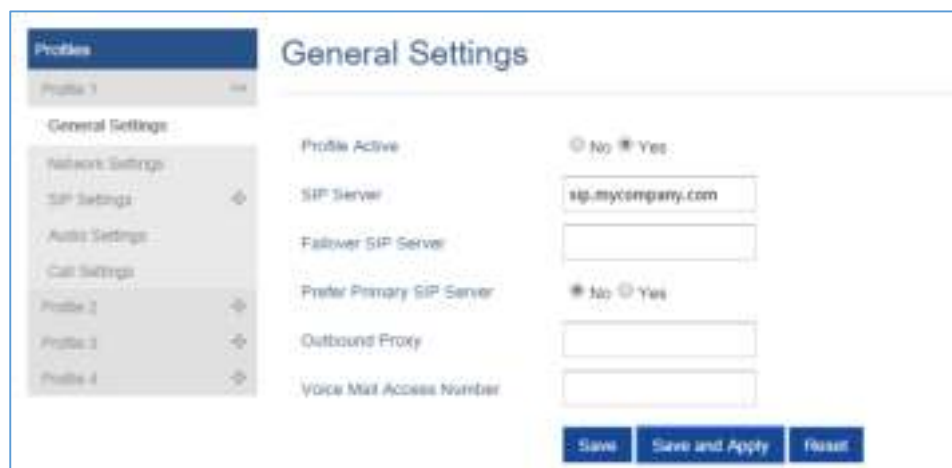 Profiles
Profile 1
General Settings
Network Settings
SIP Settings
Audio Settings
Call Settings
Profile 2
Profile 3
Profile 4
General Settings
Profile Active No Yes
SIP Server sip.mycompany.com
Failover SIP Server
Prefer Primary SIP Server No Yes
Outbound Proxy
Voice Mail Access Number
Save Save and Apply Reset